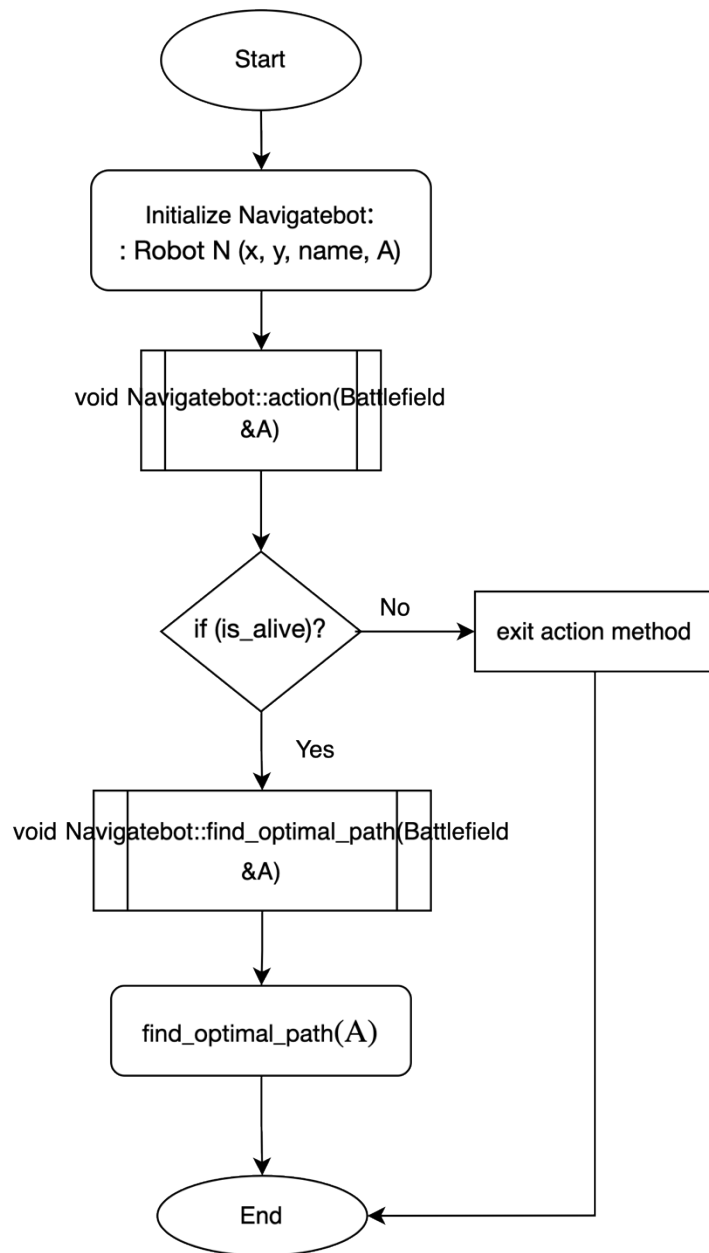 Start
Initialize Navigatebot:
: Robot N (x, y, name, A)
void Navigatebot::action(Battlefield
&A)
if (is_alive)?
No
exit action method
Yes
void Navigatebot::find_optimal_path(Battlefield
&A)
find_optimal_path(A)
End